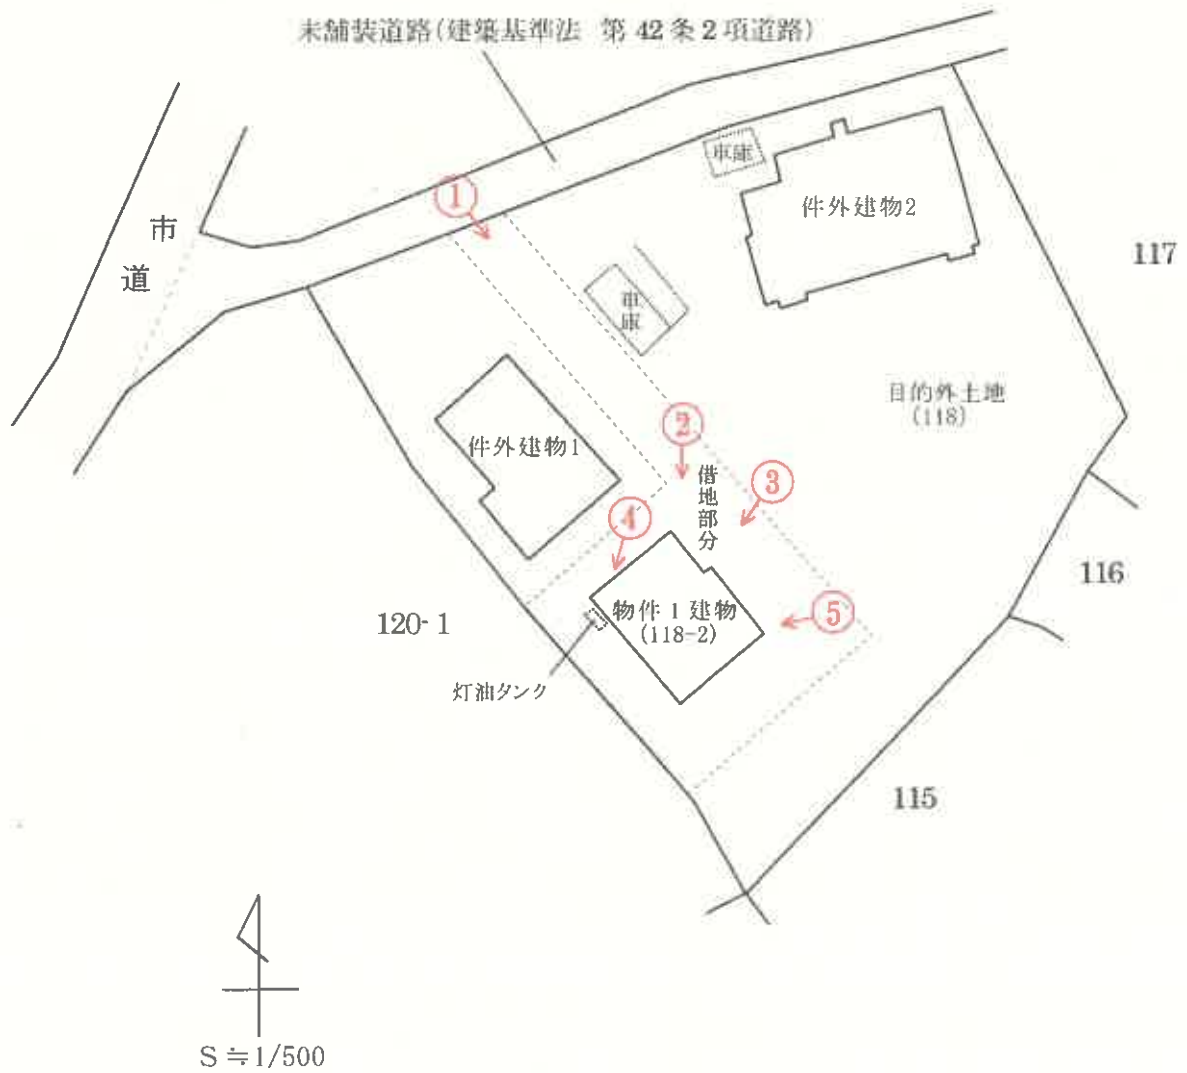 未舗装道路(建築基準法 第42条2項道路)
①
市道
車庫
件外建物2
117
車庫
目的外土地
(118)
件外建物1
②
借地部分
③
④
116
物件1建物
(118-2)
⑤
120-1
灯油タンク
115
S≒1/500